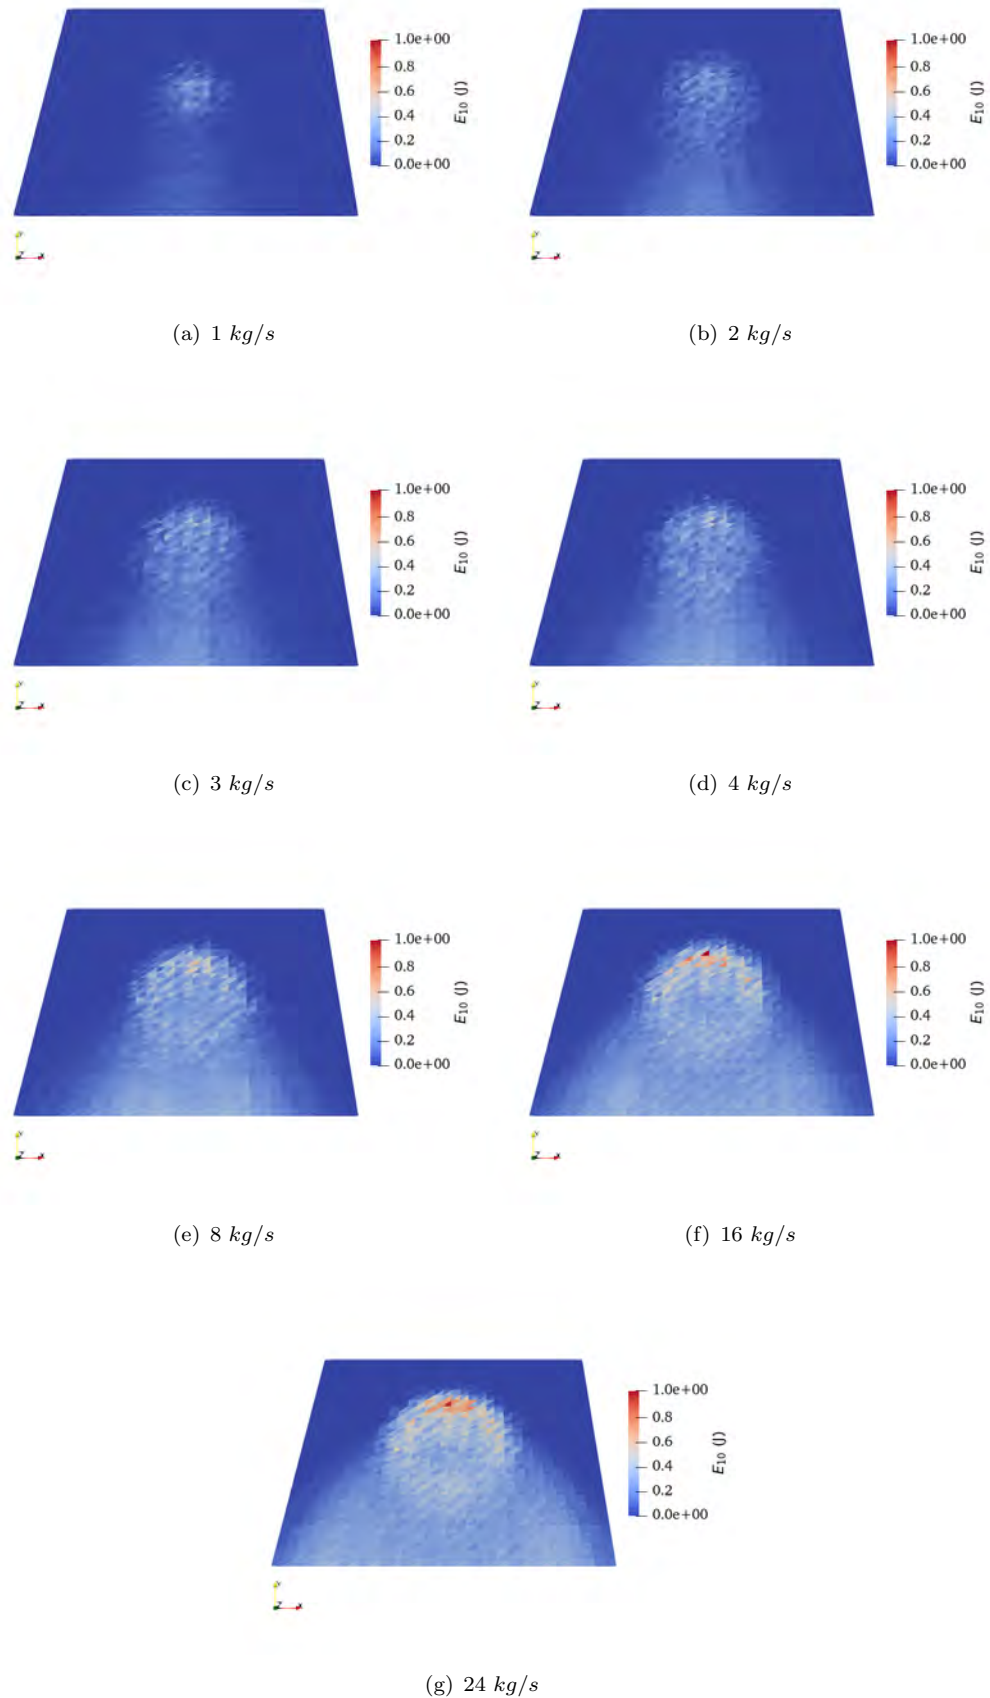 1.0e+00
0.8
0.6
0.4
0.2
0.0e+00
E10 (J)
Y
Z X
1.0e+00
0.8
0.6
0.4
0.2
0.0e+00
E10 (J)
Y
Z X
(a) 1 kg/s
(b) 2 kg/s
1.0e+00
0.8
0.6
0.4
0.2
0.0e+00
E10 (J)
Y
Z X
1.0e+00
0.8
0.6
0.4
0.2
0.0e+00
E10 (J)
Y
Z X
(c) 3 kg/s
(d) 4 kg/s
1.0e+00
0.8
0.6
0.4
0.2
0.0e+00
E10 (J)
Y
Z X
1.0e+00
0.8
0.6
0.4
0.2
0.0e+00
E10 (J)
Y
Z X
(e) 8 kg/s
(f) 16 kg/s
1.0e+00
0.8
0.6
0.4
0.2
0.0e+00
E10 (J)
Y
Z X
(g) 24 kg/s